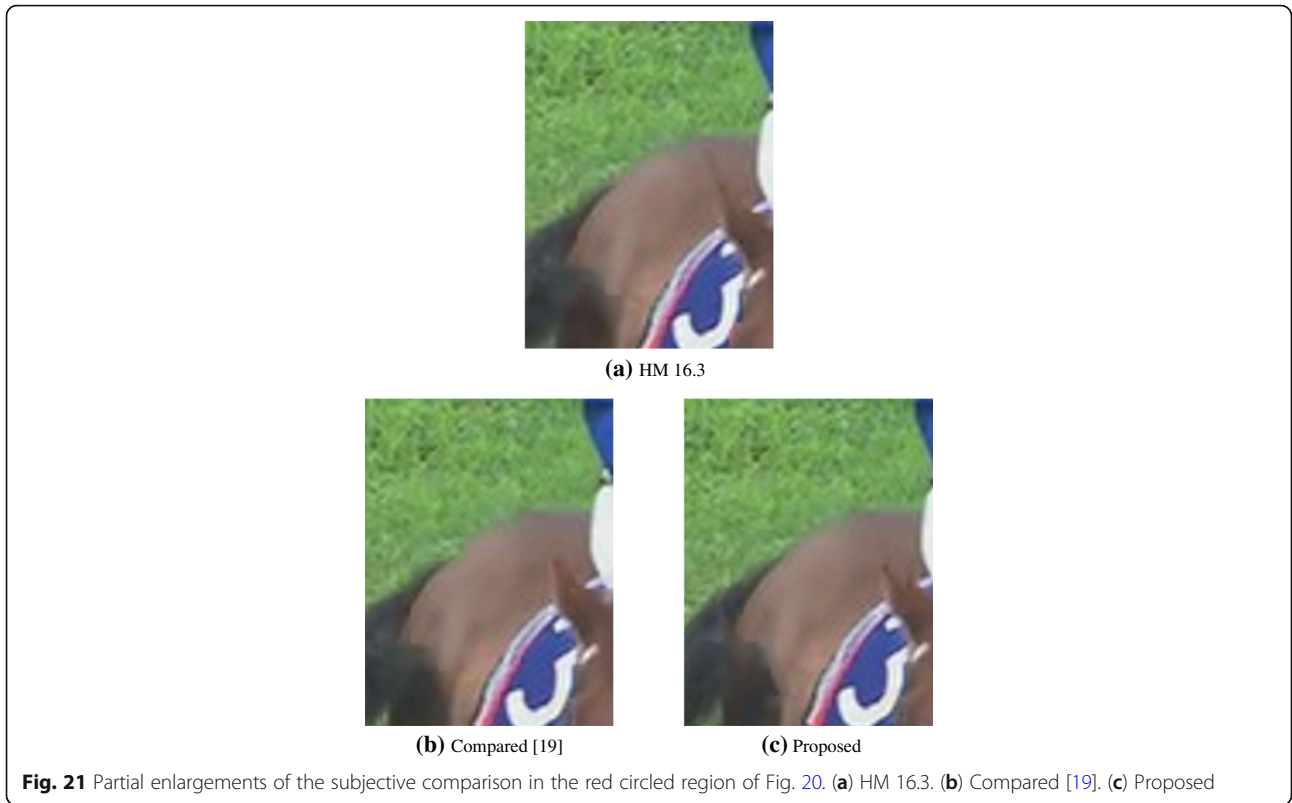 (a) HM 16.3
(b) Compared [19]
(c) Proposed
Fig. 21 Partial enlargements of the subjective comparison in the red circled region of Fig. 20. (a) HM 16.3. (b) Compared [19]. (c) Proposed